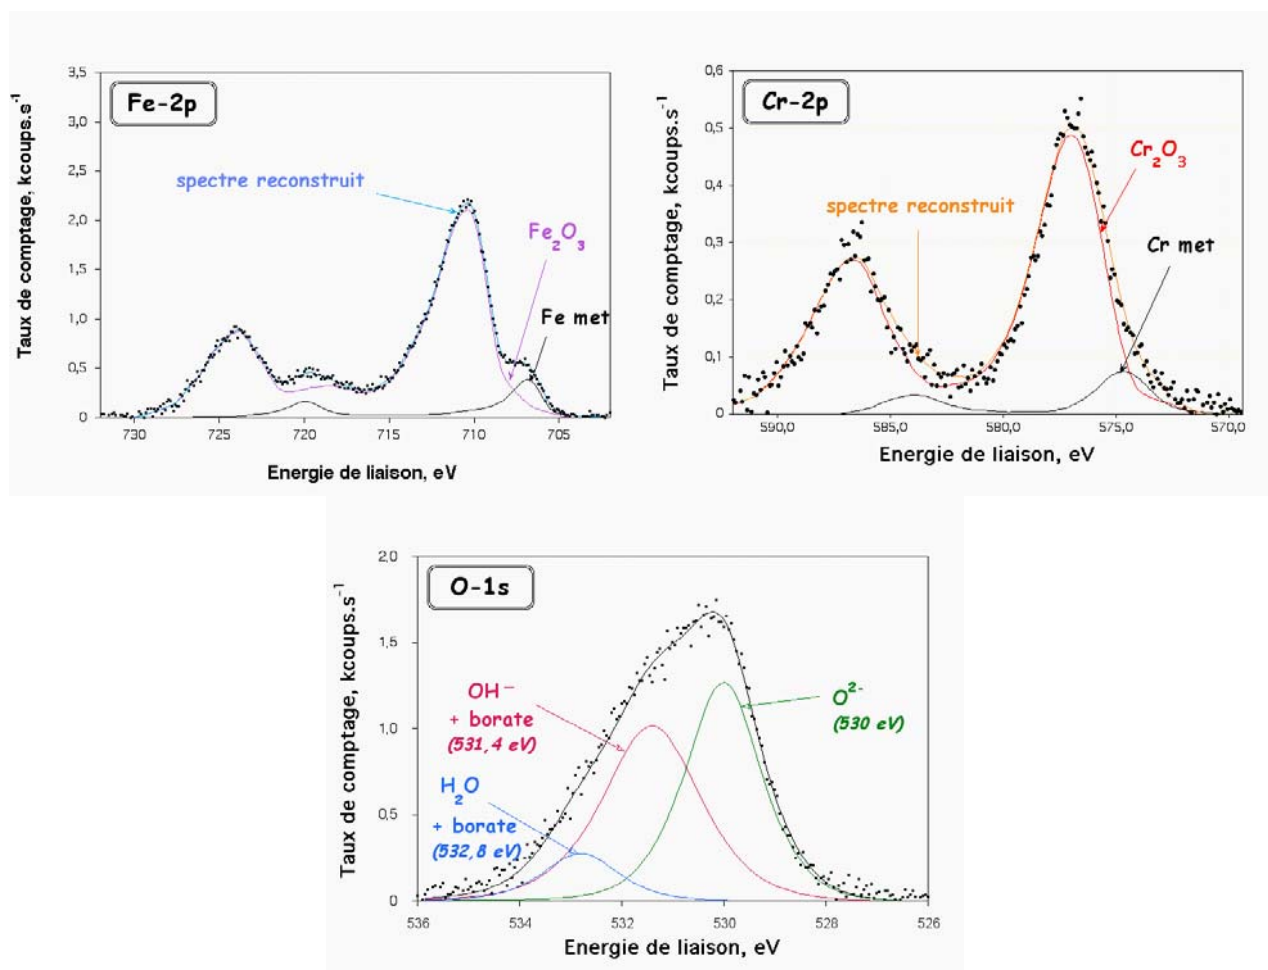 Fe-2p
Taux de comptage, kcoups.s-1
3,5
3,0
2,5
2,0
1,5
1,0
0,5
0
spectre reconstruit
Fe2O3
Fe met
730 725 720 715 710 705
Energie de liaison, eV
Cr-2p
Taux de comptage, kcoups.s-1
0,6
0,5
0,4
0,3
0,2
0,1
0
Cr2O3
spectre reconstruit
Cr met
590,0 585,0 580,0 575,0 570,0
Energie de liaison, eV
O-1s
Taux de comptage, kcoups.s-1
2,0
1,5
1,0
0,5
0
OH–
+ borate
(531,4 eV)
O2-
(530 eV)
H2O
+ borate
(532,8 eV)
536 534 532 530 528 526
Energie de liaison, eV